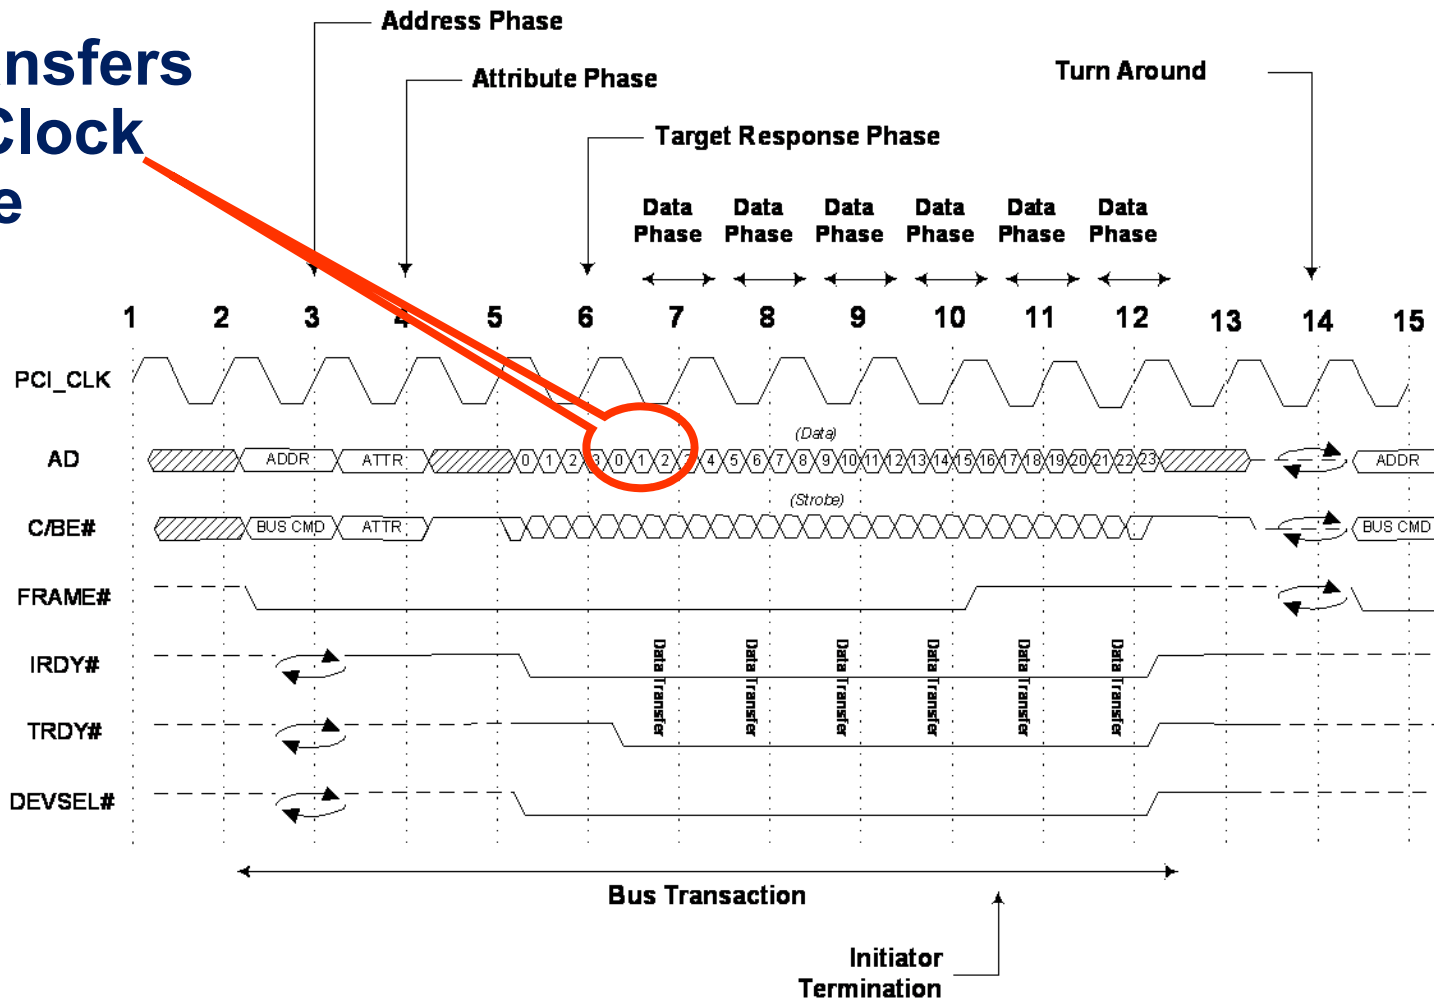 Address Phase
nsfers
Clock
e
Attribute Phase
Turn Around
Target Response Phase
Data Phase
Data Phase
Data Phase
Data Phase
Data Phase
Data Phase
1 2 3 4 5 6 7 8 9 10 11 12 13 14 15
PCI_CLK
(Data)
AD
ADDR ATTR 0 1 2 3 0 1 2 3 4 5 6 7 8 9 10 11 12 13 14 15 16 17 18 19 20 21 22 23 ADDR
(Strobe)
C/BE# BUS CMD ATTR BUS CMD
FRAME#
IRDY#
Data Transfer
Data Transfer
Data Transfer
Data Transfer
Data Transfer
Data Transfer
TRDY#
DEVSEL#
Bus Transaction
Initiator
Termination